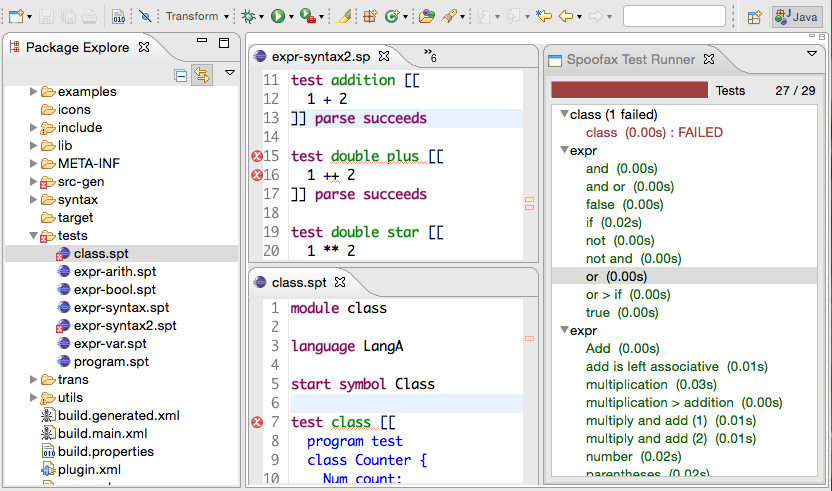 Transform
Java
Package Explore
examples
icons
include
lib
META-INF
src-gen
syntax
target
tests
class.spt
expr-arith.spt
expr-bool.spt
expr-syntax.spt
expr-syntax2.spt
expr-var.spt
program.spt
trans
utils
build.generated.xml
build.main.xml
build.properties
plugin.xml
expr-syntax2.sp
»6
11 test addition [[
12 1 + 2
13 ]] parse succeeds
14
15 test double plus [[
16 1 ++ 2
17 ]] parse succeeds
18
19 test double star [[
20 1 ** 2
class.spt
1 module class
2
3 language LangA
4
5 start symbol Class
6
7 test class [[
8 program test
9 class Counter {
10 Num count;
Spoofax Test Runner
Tests 27 / 29
class (1 failed)
class (0.00s) : FAILED
expr
and (0.00s)
and or (0.00s)
false (0.00s)
if (0.02s)
not (0.00s)
not and (0.00s)
or (0.00s)
or > if (0.00s)
true (0.00s)
expr
Add (0.00s)
add is left associative (0.01s)
multiplication (0.03s)
multiplication > addition (0.00s)
multiply and add (1) (0.01s)
multiply and add (2) (0.01s)
number (0.02s)
parentheses (0.02s)